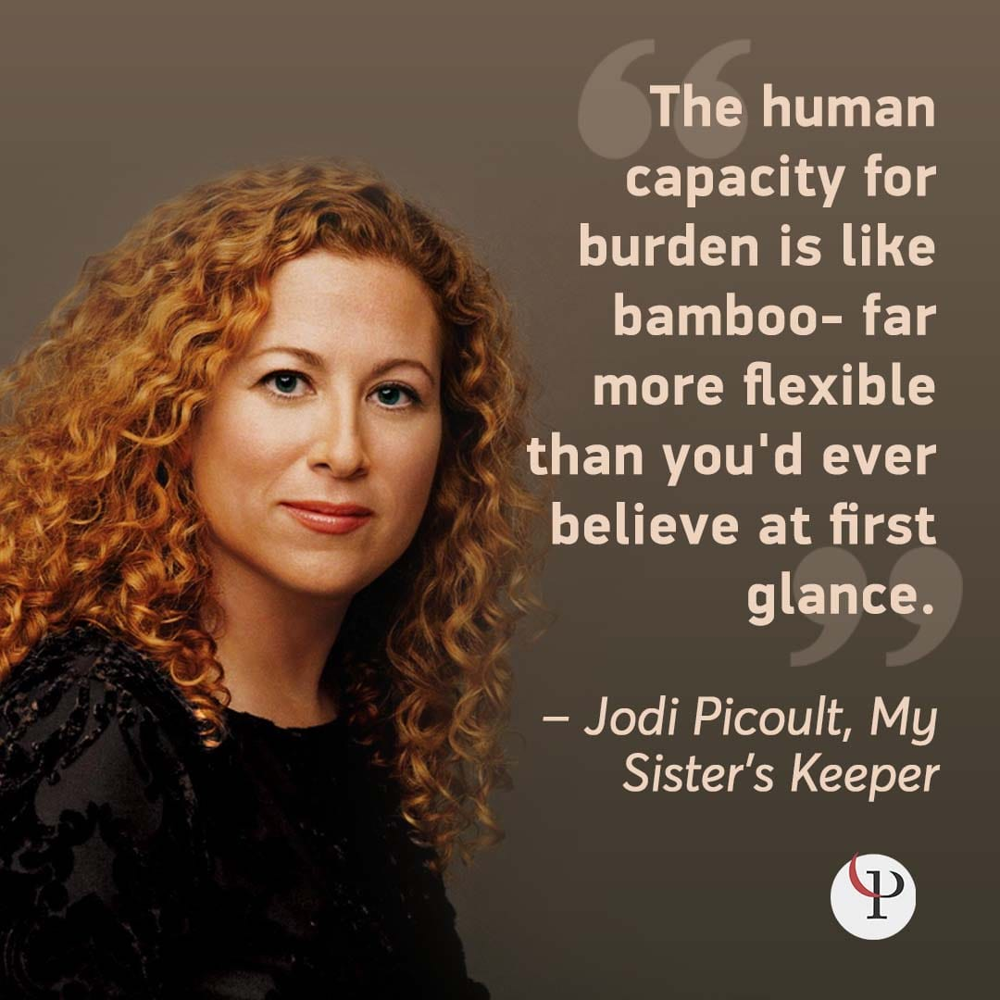 The human
capacity for
burden is like
bamboo- far
more flexible
than you'd ever
believe at first
glance.
– Jodi Picoult, My
Sister's Keeper